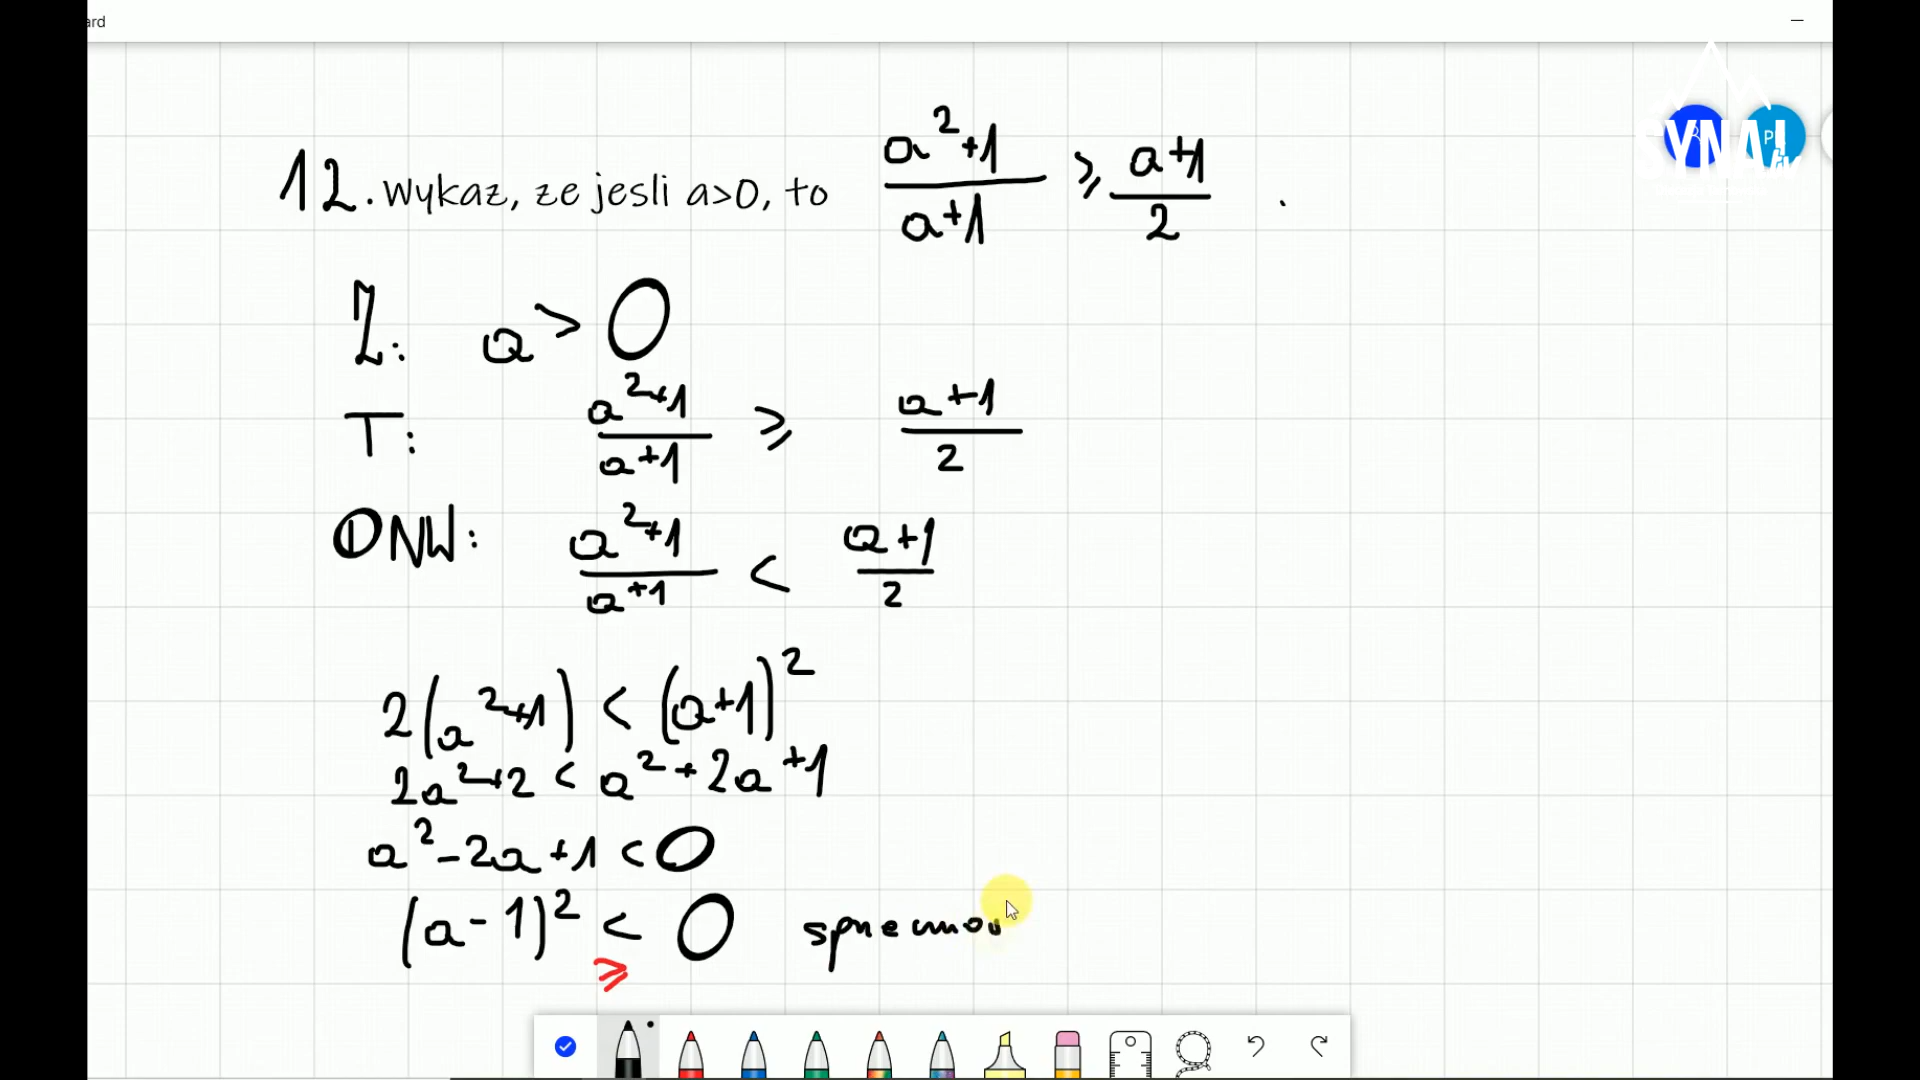 ard
12. Wykaz, ze jesli a>0, to (a²+1)/(a+1) ⩾ (a+1)/2 .
Z: a > 0
T: (a²+1)/(a+1) ⩾ (a+1)/2
DNW: (a²+1)/(a+1) < (a+1)/2
2(a²+1) < (a+1)²
2a²+2 < a²+2a+1
a²-2a+1 < 0
(a-1)² < 0
⩾